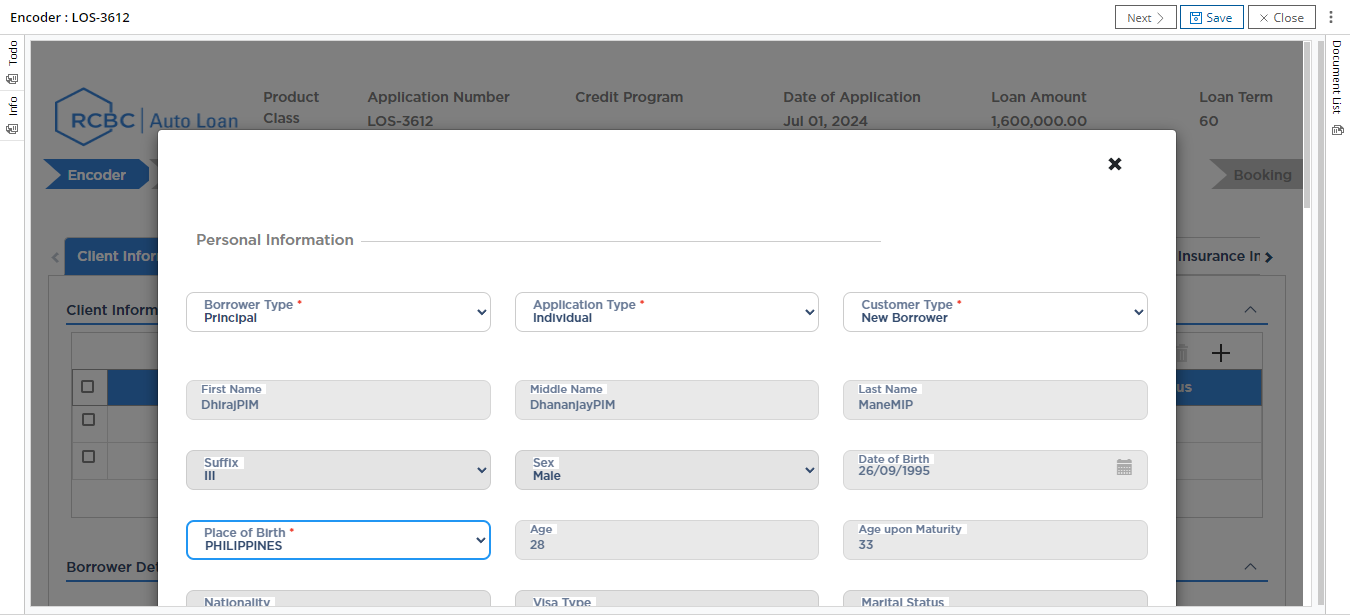 Encoder : LOS-3612
Next
Save
Close
Todo
Info
Document List
Product Class
Application Number
LOS-3612
Credit Program
Date of Application
Jul 01, 2024
Loan Amount
1,600,000.00
Loan Term
60
RCBC Auto Loan
Encoder
Booking
Client Infor
Insurance In
Client Inform
us
Borrower Det
Personal Information
Borrower Type *
Principal
Application Type *
Individual
Customer Type *
New Borrower
First Name
DhirajPIM
Middle Name
DhananjayPIM
Last Name
ManeMIP
Suffix
III
Sex
Male
Date of Birth
26/09/1995
Place of Birth *
PHILIPPINES
Age
28
Age upon Maturity
33
Nationality
Visa Type
Marital Status